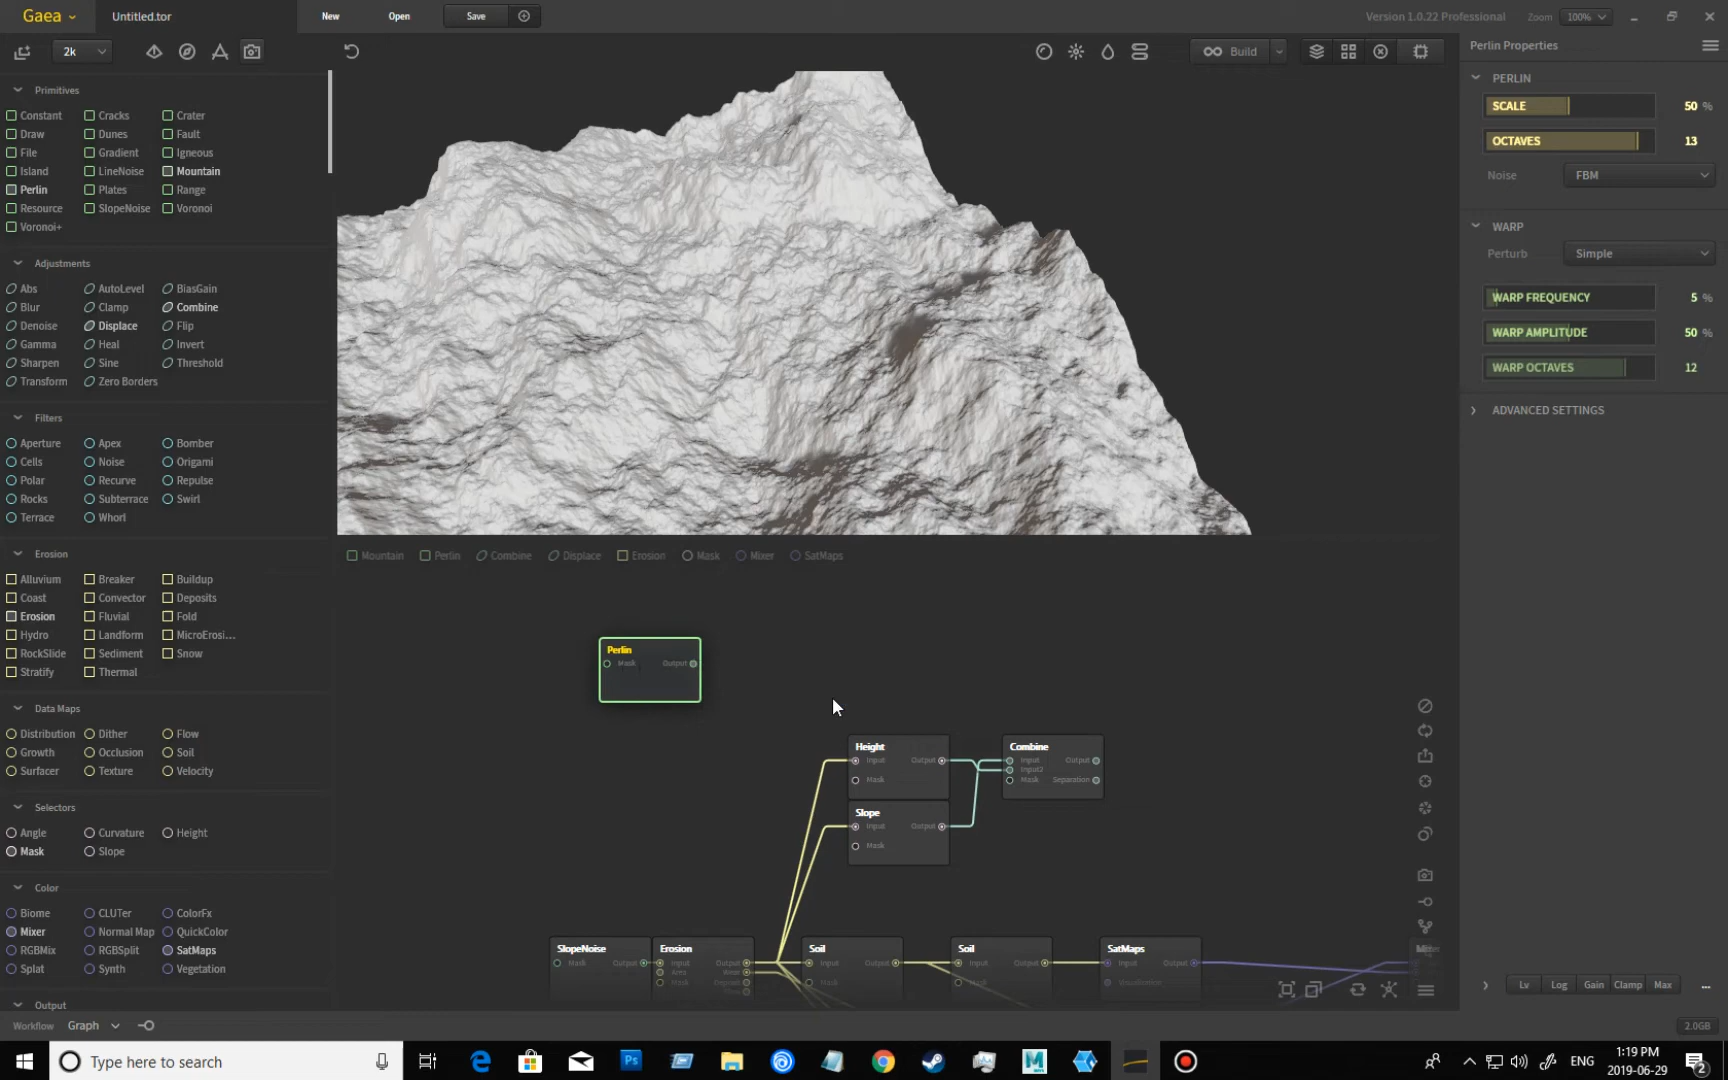 Gaea
Untitled.tor
New
Open
Save
Version 1.0.22 Professional
Zoom
100%
2k
Build
Perlin Properties
Primitives
Constant Cracks Crater
Draw Dunes Fault
File Gradient Igneous
Island LineNoise Mountain
Perlin Plates Range
Resource SlopeNoise Voronoi
Voronoi+
Adjustments
Abs AutoLevel BiasGain
Blur Clamp Combine
Denoise Displace Flip
Gamma Heal Invert
Sharpen Sine Threshold
Transform Zero Borders
Filters
Aperture Apex Bomber
Cells Noise Origami
Polar Recurve Repulse
Rocks Subterrace Swirl
Terrace Whorl
Erosion
Alluvium Breaker Buildup
Coast Convector Deposits
Erosion Fluvial Fold
Hydro Landform MicroErosi...
RockSlide Sediment Snow
Stratify Thermal
Data Maps
Distribution Dither Flow
Growth Occlusion Soil
Surfacer Texture Velocity
Selectors
Angle Curvature Height
Mask Slope
Color
Biome CLUTer ColorFx
Mixer Normal Map QuickColor
RGBMix RGBSplit SatMaps
Splat Synth Vegetation
Output
PERLIN
SCALE 50 %
OCTAVES 13
Noise FBM
WARP
Perturb Simple
WARP FREQUENCY 5 %
WARP AMPLITUDE 50 %
WARP OCTAVES 12
ADVANCED SETTINGS
Mountain Perlin Combine Displace Erosion Mask Mixer SatMaps
Perlin
Mask Output
Height
Input Output
Mask
Combine
Input Output
Input2
Mask Separation
Slope
Input Output
Mask
SlopeNoise
Mask Output
Erosion
Input Output
Area Area
Mask Deposit
Soil
Input Output
Mask
Soil
Input Output
Mask
SatMaps
Input Output
Lv Log Gain Clamp Max ...
Workflow Graph
2.0GB
Type here to search
ENG
1:19 PM
2019-06-29
2